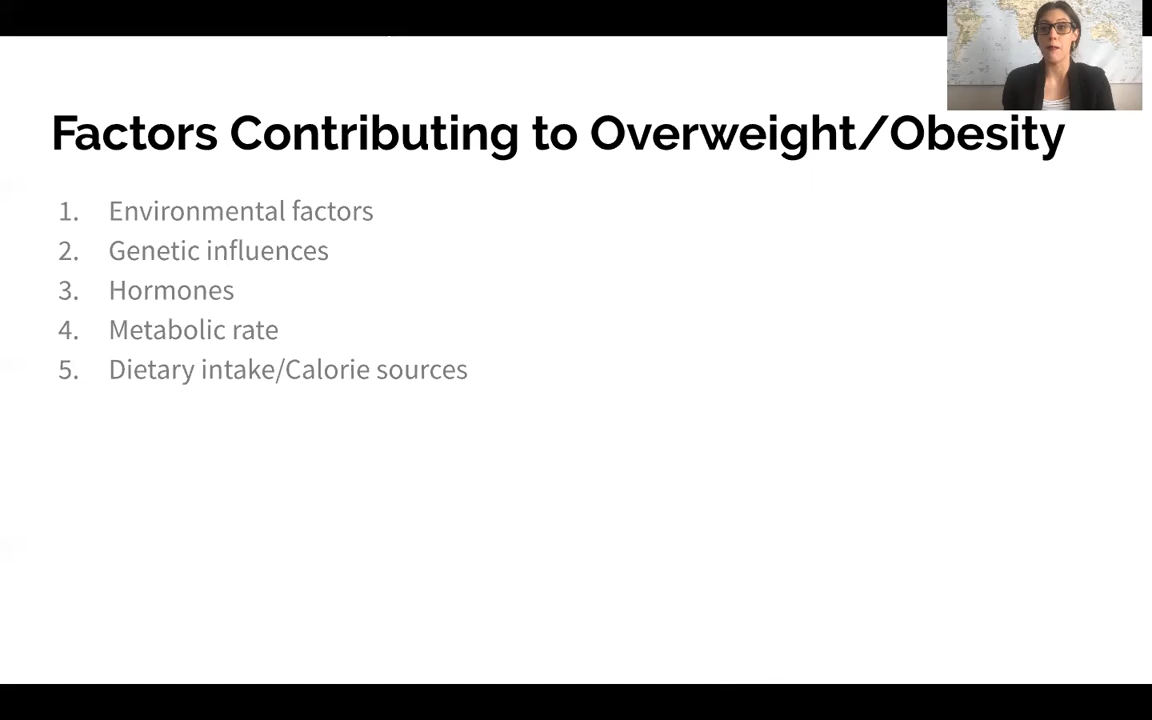 Factors Contributing to Overweight/Obesity
1. Environmental factors
2. Genetic influences
3. Hormones
4. Metabolic rate
5. Dietary intake/Calorie sources